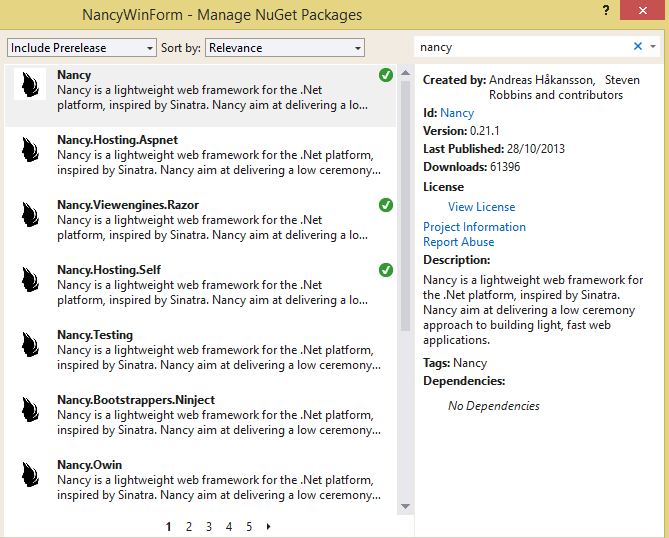 NancyWinForm - Manage NuGet Packages
?
Include Prerelease
Sort by: Relevance
nancy
Nancy
Nancy is a lightweight web framework for the .Net
platform, inspired by Sinatra. Nancy aim at delivering a lo...
Nancy.Hosting.Aspnet
Nancy is a lightweight web framework for the .Net platform,
inspired by Sinatra. Nancy aim at delivering a low ceremony...
Nancy.Viewengines.Razor
Nancy is a lightweight web framework for the .Net
platform, inspired by Sinatra. Nancy aim at delivering a lo...
Nancy.Hosting.Self
Nancy is a lightweight web framework for the .Net
platform, inspired by Sinatra. Nancy aim at delivering a lo...
Nancy.Testing
Nancy is a lightweight web framework for the .Net platform,
inspired by Sinatra. Nancy aim at delivering a low ceremony...
Nancy.Bootstrappers.Ninject
Nancy is a lightweight web framework for the .Net platform,
inspired by Sinatra. Nancy aim at delivering a low ceremony...
Nancy.Owin
Nancy is a lightweight web framework for the .Net platform,
inspired by Sinatra. Nancy aim at delivering a low ceremony...
1 2 3 4 5
Created by: Andreas Håkansson, Steven
Robbins and contributors
Id: Nancy
Version: 0.21.1
Last Published: 28/10/2013
Downloads: 61396
License
View License
Project Information
Report Abuse
Description:
Nancy is a lightweight web framework for
the .Net platform, inspired by Sinatra.
Nancy aim at delivering a low ceremony
approach to building light, fast web
applications.
Tags: Nancy
Dependencies:
No Dependencies